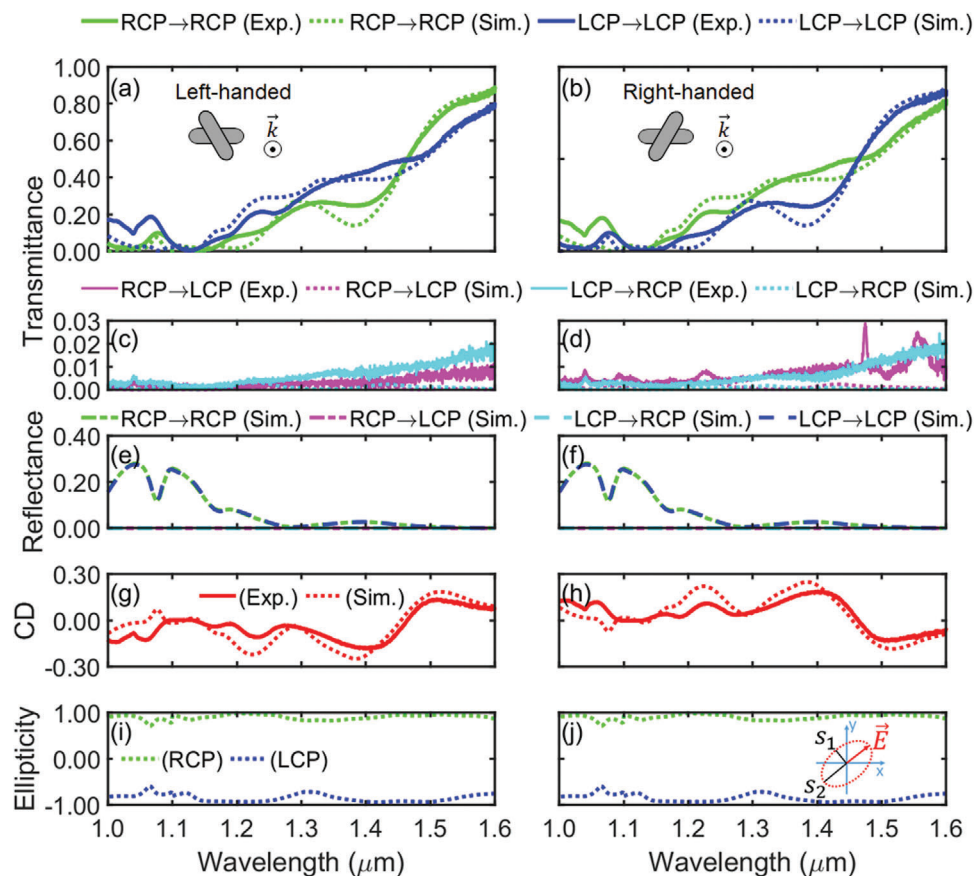 RCP→RCP (Exp.) RCP→RCP (Sim.) LCP→LCP (Exp.) LCP→LCP (Sim.)
1.00 (a) Left-handed k⃗ (b) Right-handed k⃗
0.80
0.60
0.40
0.20
0.00
Transmittance
RCP→LCP (Exp.) RCP→LCP (Sim.) LCP→RCP (Exp.) LCP→RCP (Sim.)
0.03 (c) (d)
0.02
0.01
0.00
RCP→RCP (Sim.) RCP→LCP (Sim.) LCP→RCP (Sim.) LCP→LCP (Sim.)
0.40 (e) (f)
0.20
0.00
Reflectance
0.30 (g) (Exp.) (Sim.) (h)
0.00
-0.30
CD
1.00 (i) (RCP) (LCP) (j) s1 s2 y x E⃗
0.00
-1.00
Ellipticity
1.0 1.1 1.2 1.3 1.4 1.5 1.6 1.0 1.1 1.2 1.3 1.4 1.5 1.6
Wavelength (μm) Wavelength (μm)